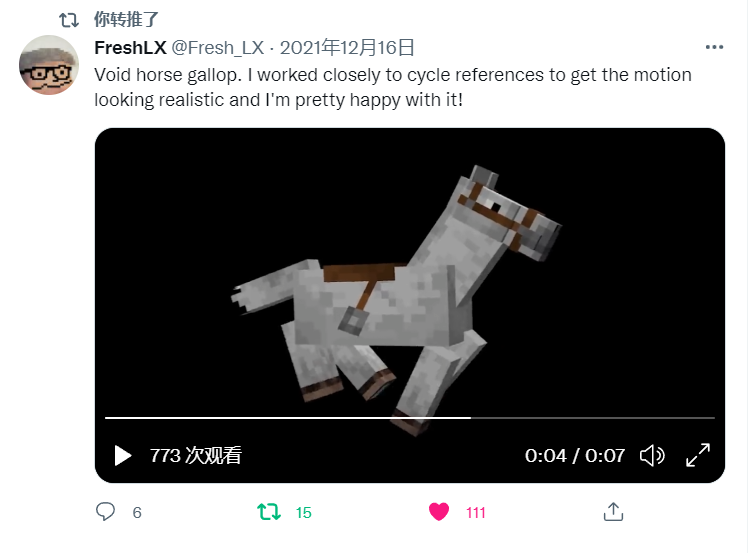 你转推了
FreshLX @Fresh_LX · 2021年12月16日
Void horse gallop. I worked closely to cycle references to get the motion
looking realistic and I'm pretty happy with it!
773 次观看
0:04 / 0:07
6
15
111